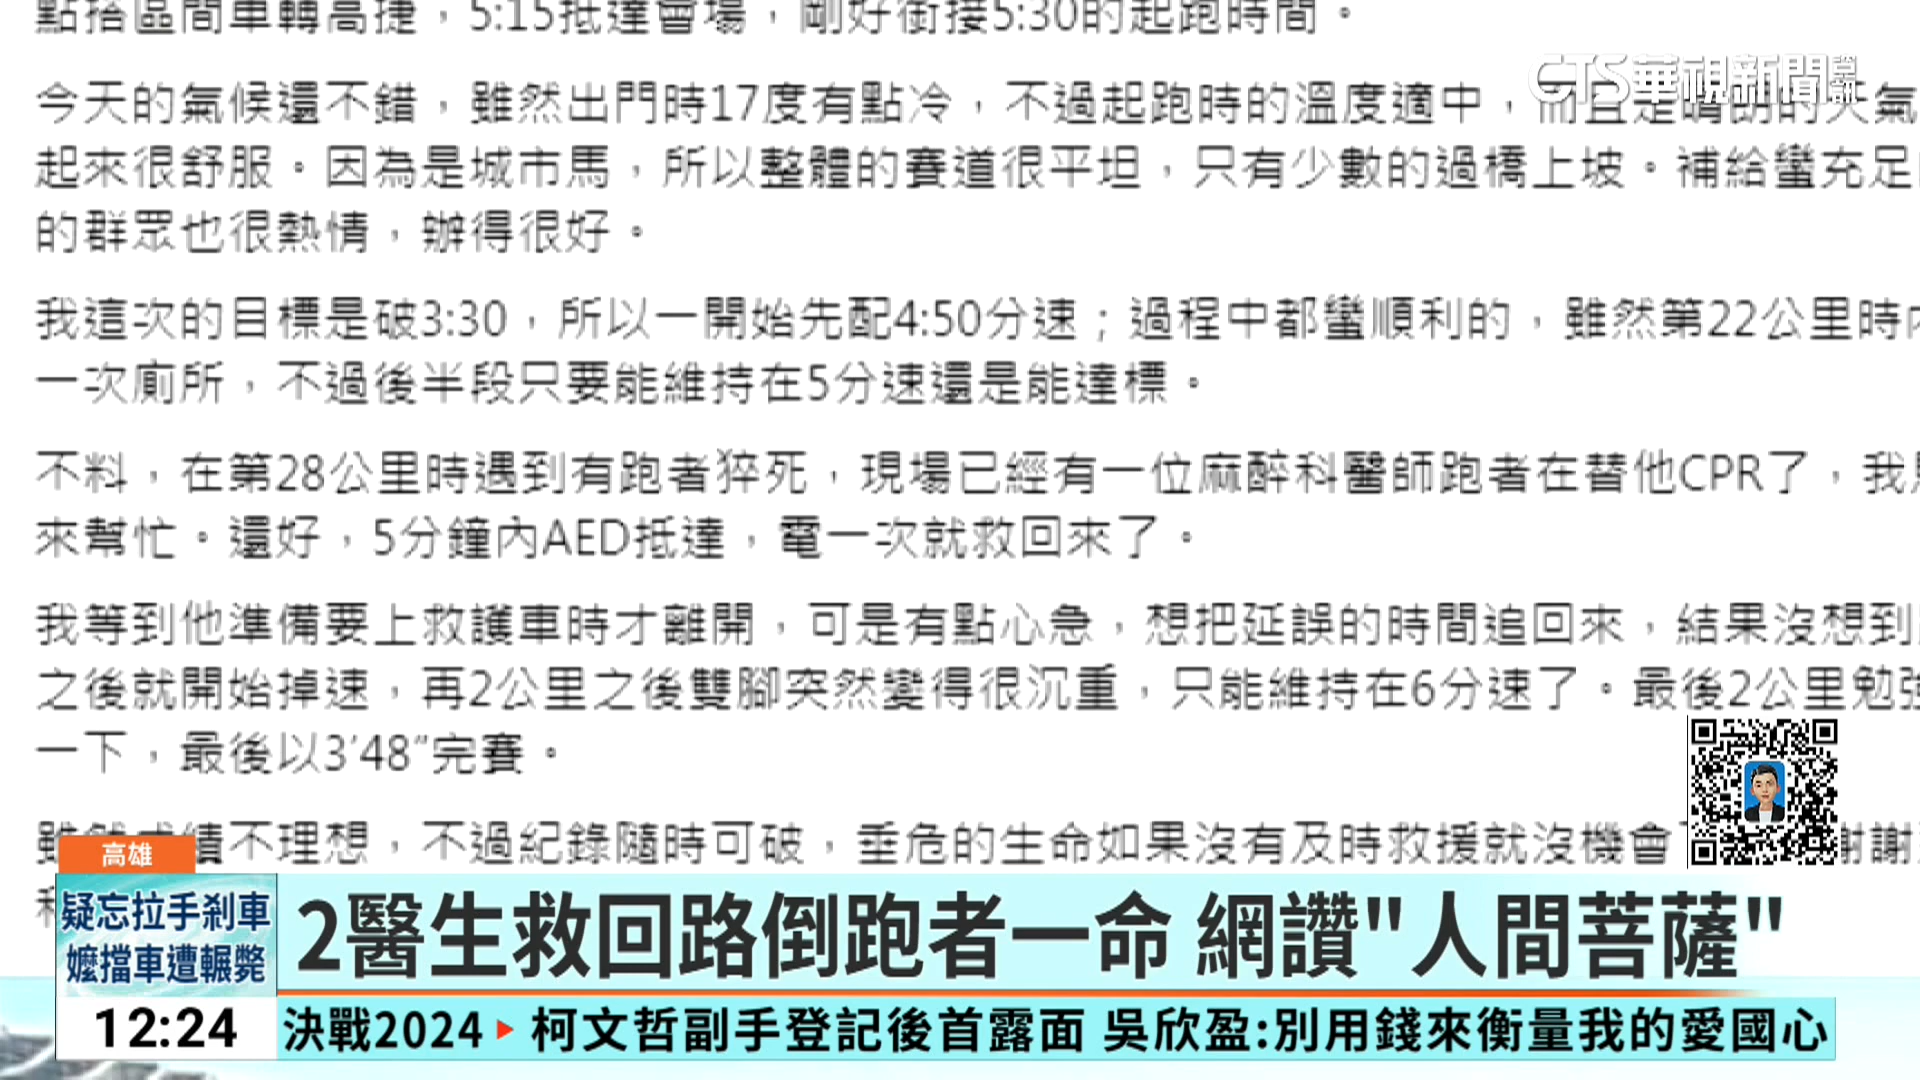 點搭區間車轉高捷，5:15抵達會場，剛好銜接5:30的起跑時間。
CTS華視新聞資訊
今天的氣候還不錯，雖然出門時17度有點冷，不過起跑時的溫度適中，而且是晴朗的天氣
起來很舒服。因為是城市馬，所以整體的賽道很平坦，只有少數的過橋上坡。補給蠻充足
的群眾也很熱情，辦得很好。
我這次的目標是破3:30，所以一開始先配4:50分速；過程中都蠻順利的，雖然第22公里時
一次廁所，不過後半段只要能維持在5分速還是能達標。
不料，在第28公里時遇到有跑者猝死，現場已經有一位麻醉科醫師跑者在替他CPR了，我
來幫忙。還好，5分鐘內AED抵達，電一次就救回來了。
我等到他準備要上救護車時才離開，可是有點心急，想把延誤的時間追回來，結果沒想到
之後就開始掉速，再2公里之後雙腳突然變得很沉重，只能維持在6分速了。最後2公里勉強
一下，最後以3’48”完賽。
雖然成績不理想，不過紀錄隨時可破，垂危的生命如果沒有及時救援就沒機會 謝謝
高雄
疑忘拉手剎車
嬤擋車遭輾斃
2醫生救回路倒跑者一命 網讚"人間菩薩"
12:24
決戰2024 柯文哲副手登記後首露面 吳欣盈:別用錢來衡量我的愛國心